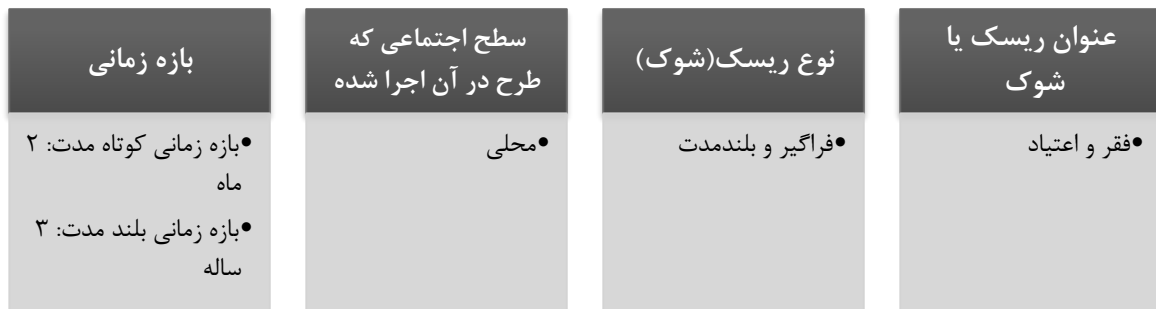 عنوان ریسک یا
شوک
•فقر و اعتیاد
نوع ریسک(شوک)
•فراگیر و بلندمدت
سطح اجتماعی که
طرح در آن اجرا شده
•محلی
بازه زمانی
•بازه زمانی کوتاه مدت: ۲
ماه
•بازه زمانی بلند مدت: ۳
ساله